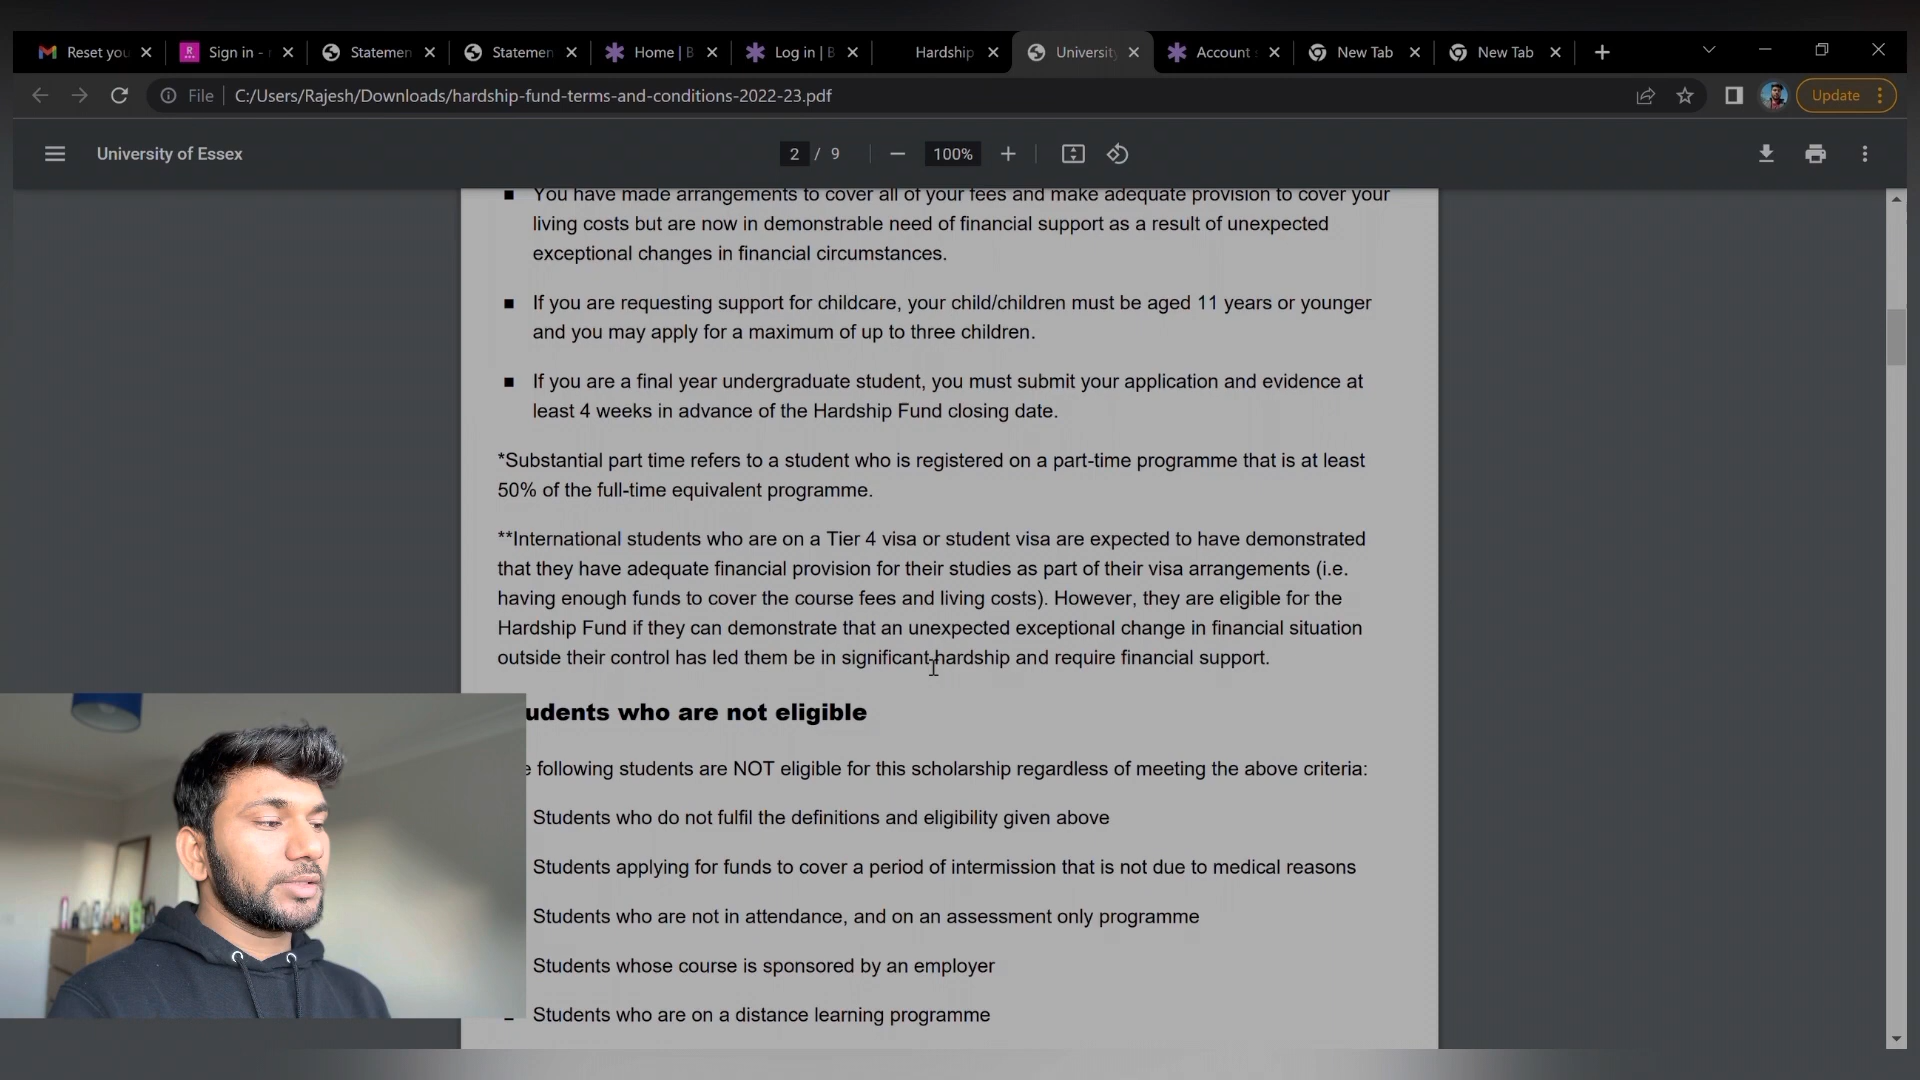 Reset you
Sign in -
Statemen
Statemen
Home | B
Log in | B
Hardship
University
Account
New Tab
New Tab
File
C:/Users/Rajesh/Downloads/hardship-fund-terms-and-conditions-2022-23.pdf
Update
University of Essex
2 / 9
100%
You have made arrangements to cover all of your fees and make adequate provision to cover your
living costs but are now in demonstrable need of financial support as a result of unexpected
exceptional changes in financial circumstances.
If you are requesting support for childcare, your child/children must be aged 11 years or younger
and you may apply for a maximum of up to three children.
If you are a final year undergraduate student, you must submit your application and evidence at
least 4 weeks in advance of the Hardship Fund closing date.
*Substantial part time refers to a student who is registered on a part-time programme that is at least
50% of the full-time equivalent programme.
**International students who are on a Tier 4 visa or student visa are expected to have demonstrated
that they have adequate financial provision for their studies as part of their visa arrangements (i.e.
having enough funds to cover the course fees and living costs). However, they are eligible for the
Hardship Fund if they can demonstrate that an unexpected exceptional change in financial situation
outside their control has led them be in significant hardship and require financial support.
udents who are not eligible
e following students are NOT eligible for this scholarship regardless of meeting the above criteria:
Students who do not fulfil the definitions and eligibility given above
Students applying for funds to cover a period of intermission that is not due to medical reasons
Students who are not in attendance, and on an assessment only programme
Students whose course is sponsored by an employer
Students who are on a distance learning programme